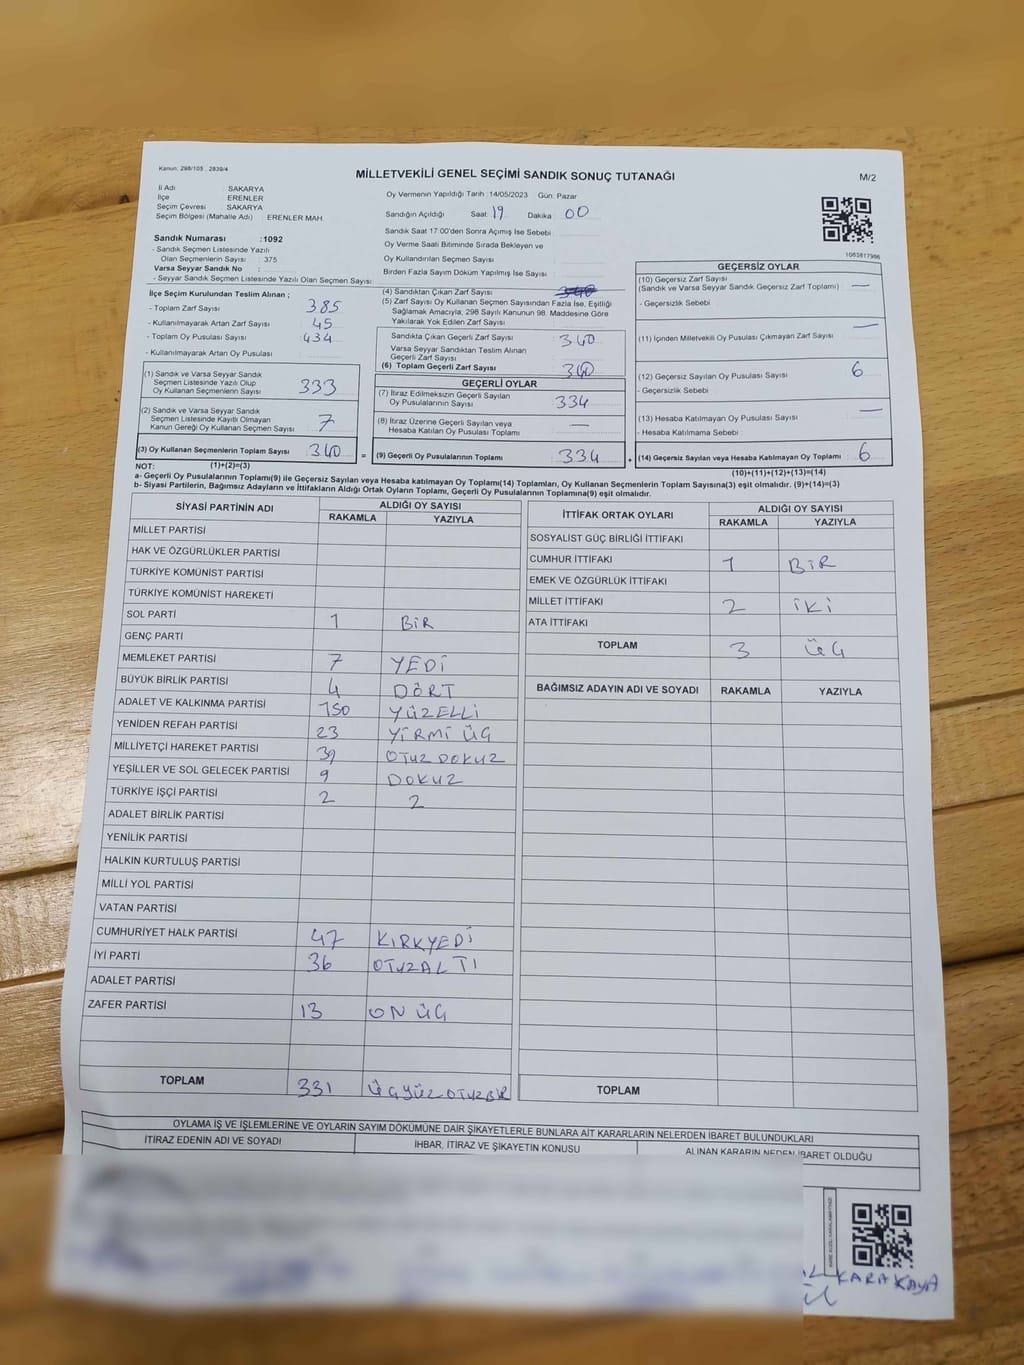 Kanun: 298/105 , 2839/4
MİLLETVEKİLİ GENEL SEÇİMİ SANDIK SONUÇ TUTANAĞI
M/2
İl Adı : SAKARYA
İlçe : ERENLER
Seçim Çevresi : SAKARYA
Seçim Bölgesi (Mahalle Adı) : ERENLER MAH.
Oy Vermenin Yapıldığı Tarih :14/05/2023 Gün: Pazar
Sandığın Açıldığı Saat: 19 Dakika : 00
Sandık Saat 17:00'den Sonra Açımış İse Sebebi :
Oy Verme Saati Bitiminde Sırada Bekleyen ve
Oy Kullandırılan Seçmen Sayısı :
Birden Fazla Sayım Döküm Yapılmış İse Sayısı :
1063817986
Sandık Numarası :1092
- Sandık Seçmen Listesinde Yazılı
Olan Seçmenlerin Sayısı : 375
Varsa Seyyar Sandık No :
- Seyyar Sandık Seçmen Listesinde Yazılı Olan Seçmen Sayısı:
İlçe Seçim Kurulundan Teslim Alınan ;
- Toplam Zarf Sayısı : 385
- Kullanılmayarak Artan Zarf Sayısı : 45
- Toplam Oy Pusulası Sayısı : 434
- Kullanılmayarak Artan Oy Pusulası :
(1) Sandık ve Varsa Seyyar Sandık
Seçmen Listesinde Yazılı Olup
Oy Kullanan Seçmenlerin Sayısı : 333
(2) Sandık ve Varsa Seyyar Sandık
Seçmen Listesinde Kayıtlı Olmayan
Kanun Gereği Oy Kullanan Seçmen Sayısı : 7
(3) Oy Kullanan Seçmenlerin Toplam Sayısı : 340
(1)+(2)=(3)
(4) Sandıktan Çıkan Zarf Sayısı : 340
(5) Zarf Sayısı Oy Kullanan Seçmen Sayısından Fazla İse, Eşitliği
Sağlamak Amacıyla; 298 Sayılı Kanunun 98. Maddesine Göre
Yakılarak Yok Edilen Zarf Sayısı :
Sandıkta Çıkan Geçerli Zarf Sayısı : 340
Varsa Seyyar Sandıktan Teslim Alınan
Geçerli Zarf Sayısı :
(6) Toplam Geçerli Zarf Sayısı : 340
GEÇERLİ OYLAR
(7) İtiraz Edilmeksizin Geçerli Sayılan
Oy Pusulalarının Sayısı : 334
(8) İtiraz Üzerine Geçerli Sayılan veya
Hesaba Katılan Oy Pusulası Toplamı : —
= (9) Geçerli Oy Pusulalarının Toplamı : 334
GEÇERSİZ OYLAR
(10) Geçersiz Zarf Sayısı
(Sandık ve Varsa Seyyar Sandık Geçersiz Zarf Toplamı) : —
- Geçersizlik Sebebi :
(11) İçinden Milletvekili Oy Pusulası Çıkmayan Zarf Sayısı : —
(12) Geçersiz Sayılan Oy Pusulası Sayısı : 6
- Geçersizlik Sebebi :
(13) Hesaba Katılmayan Oy Pusulası Sayısı : —
- Hesaba Katılmama Sebebi :
+ (14) Geçersiz Sayılan veya Hesaba Katılmayan Oy Toplamı : 6
(10)+(11)+(12)+(13)=(14)
NOT:
a- Geçerli Oy Pusulalarının Toplamı(9) ile Geçersiz Sayılan veya Hesaba Katılmayan Oy Toplamı(14) Toplamları, Oy Kullanan Seçmenlerin Toplam Sayısına(3) eşit olmalıdır. (9)+(14)=(3)
b- Siyasi Partilerin, Bağımsız Adayların ve İttifakların Aldığı Ortak Oyların Toplamı, Geçerli Oy Pusulalarının Toplamına(9) eşit olmalıdır.
SİYASİ PARTİNİN ADI ALDIĞI OY SAYISI
RAKAMLA YAZIYLA
MİLLET PARTİSİ
HAK VE ÖZGÜRLÜKLER PARTİSİ
TÜRKİYE KOMÜNİST PARTİSİ
TÜRKİYE KOMÜNİST HAREKETİ
SOL PARTİ 1 BİR
GENÇ PARTİ
MEMLEKET PARTİSİ 7 YEDİ
BÜYÜK BİRLİK PARTİSİ 4 DÖRT
ADALET VE KALKINMA PARTİSİ 150 YÜZELLİ
YENİDEN REFAH PARTİSİ 23 YİRMİ ÜÇ
MİLLİYETÇİ HAREKET PARTİSİ 39 OTUZ DOKUZ
YEŞİLLER VE SOL GELECEK PARTİSİ 9 DOKUZ
TÜRKİYE İŞÇİ PARTİSİ 2 2
ADALET BİRLİK PARTİSİ
YENİLİK PARTİSİ
HALKIN KURTULUŞ PARTİSİ
MİLLİ YOL PARTİSİ
VATAN PARTİSİ
CUMHURİYET HALK PARTİSİ 47 KIRKYEDİ
İYİ PARTİ 36 OTUZALTI
ADALET PARTİSİ
ZAFER PARTİSİ 13 ON ÜÇ
TOPLAM 331 ÜÇYÜZOTUZBİR
İTTİFAK ORTAK OYLARI ALDIĞI OY SAYISI
RAKAMLA YAZIYLA
SOSYALİST GÜÇ BİRLİĞİ İTTİFAKI
CUMHUR İTTİFAKI 1 BİR
EMEK VE ÖZGÜRLÜK İTTİFAKI
MİLLET İTTİFAKI 2 İKİ
ATA İTTİFAKI
TOPLAM 3 ÜÇ
BAĞIMSIZ ADAYIN ADI VE SOYADI RAKAMLA YAZIYLA
TOPLAM
OYLAMA İŞ VE İŞLEMLERİNE VE OYLARIN SAYIM DÖKÜMÜNE DAİR ŞİKAYETLERLE BUNLARA AİT KARARLARIN NELERDEN İBARET BULUNDUKLARI
İTİRAZ EDENİN ADI VE SOYADI İHBAR, İTİRAZ VE ŞİKAYETİN KONUSU ALINAN KARARIN NEDEN İBARET OLDUĞU
KARAKAYA